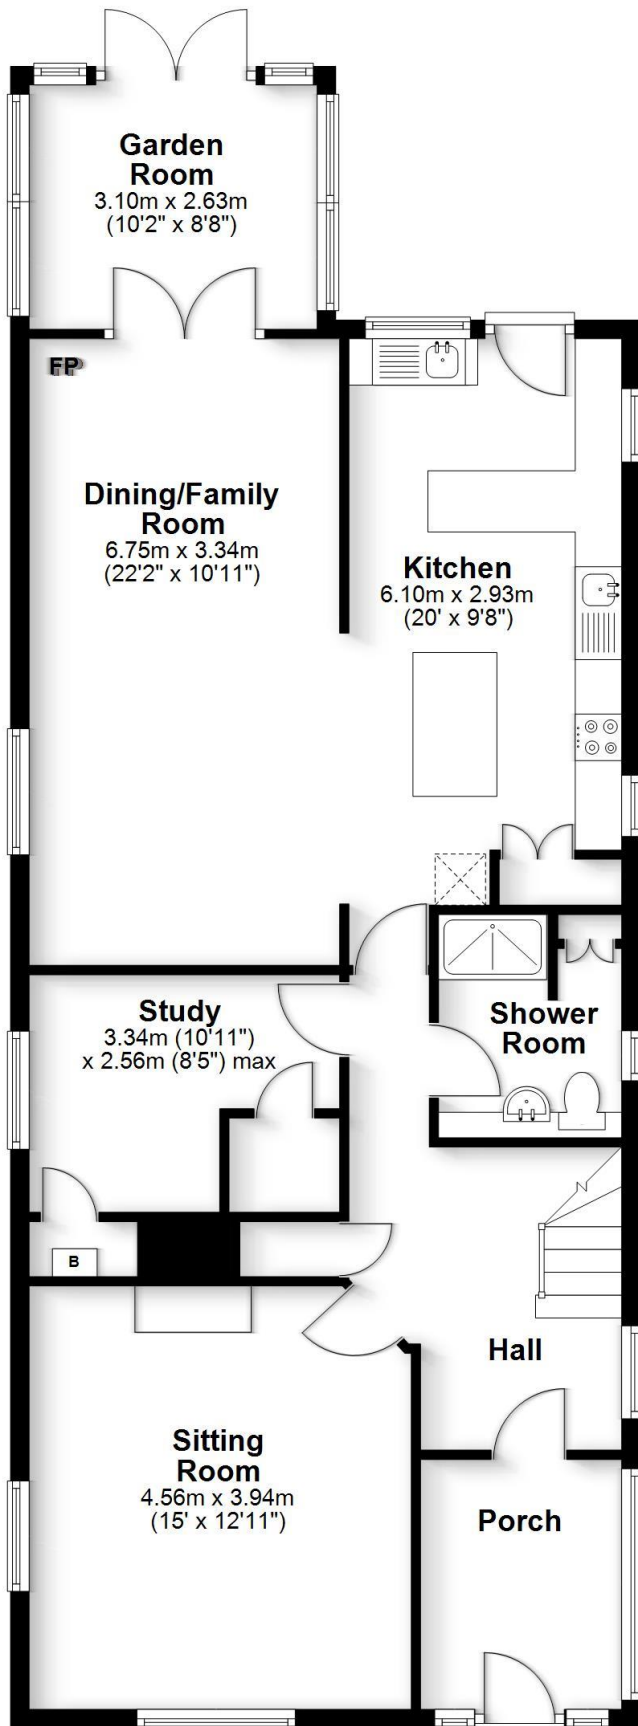 Garden
Room
3.10m x 2.63m
(10'2" x 8'8")
FP
Dining/Family
Room
6.75m x 3.34m
(22'2" x 10'11")
Kitchen
6.10m x 2.93m
(20' x 9'8")
Study
3.34m (10'11")
x 2.56m (8'5") max
Shower
Room
B
Hall
Sitting
Room
4.56m x 3.94m
(15' x 12'11")
Porch